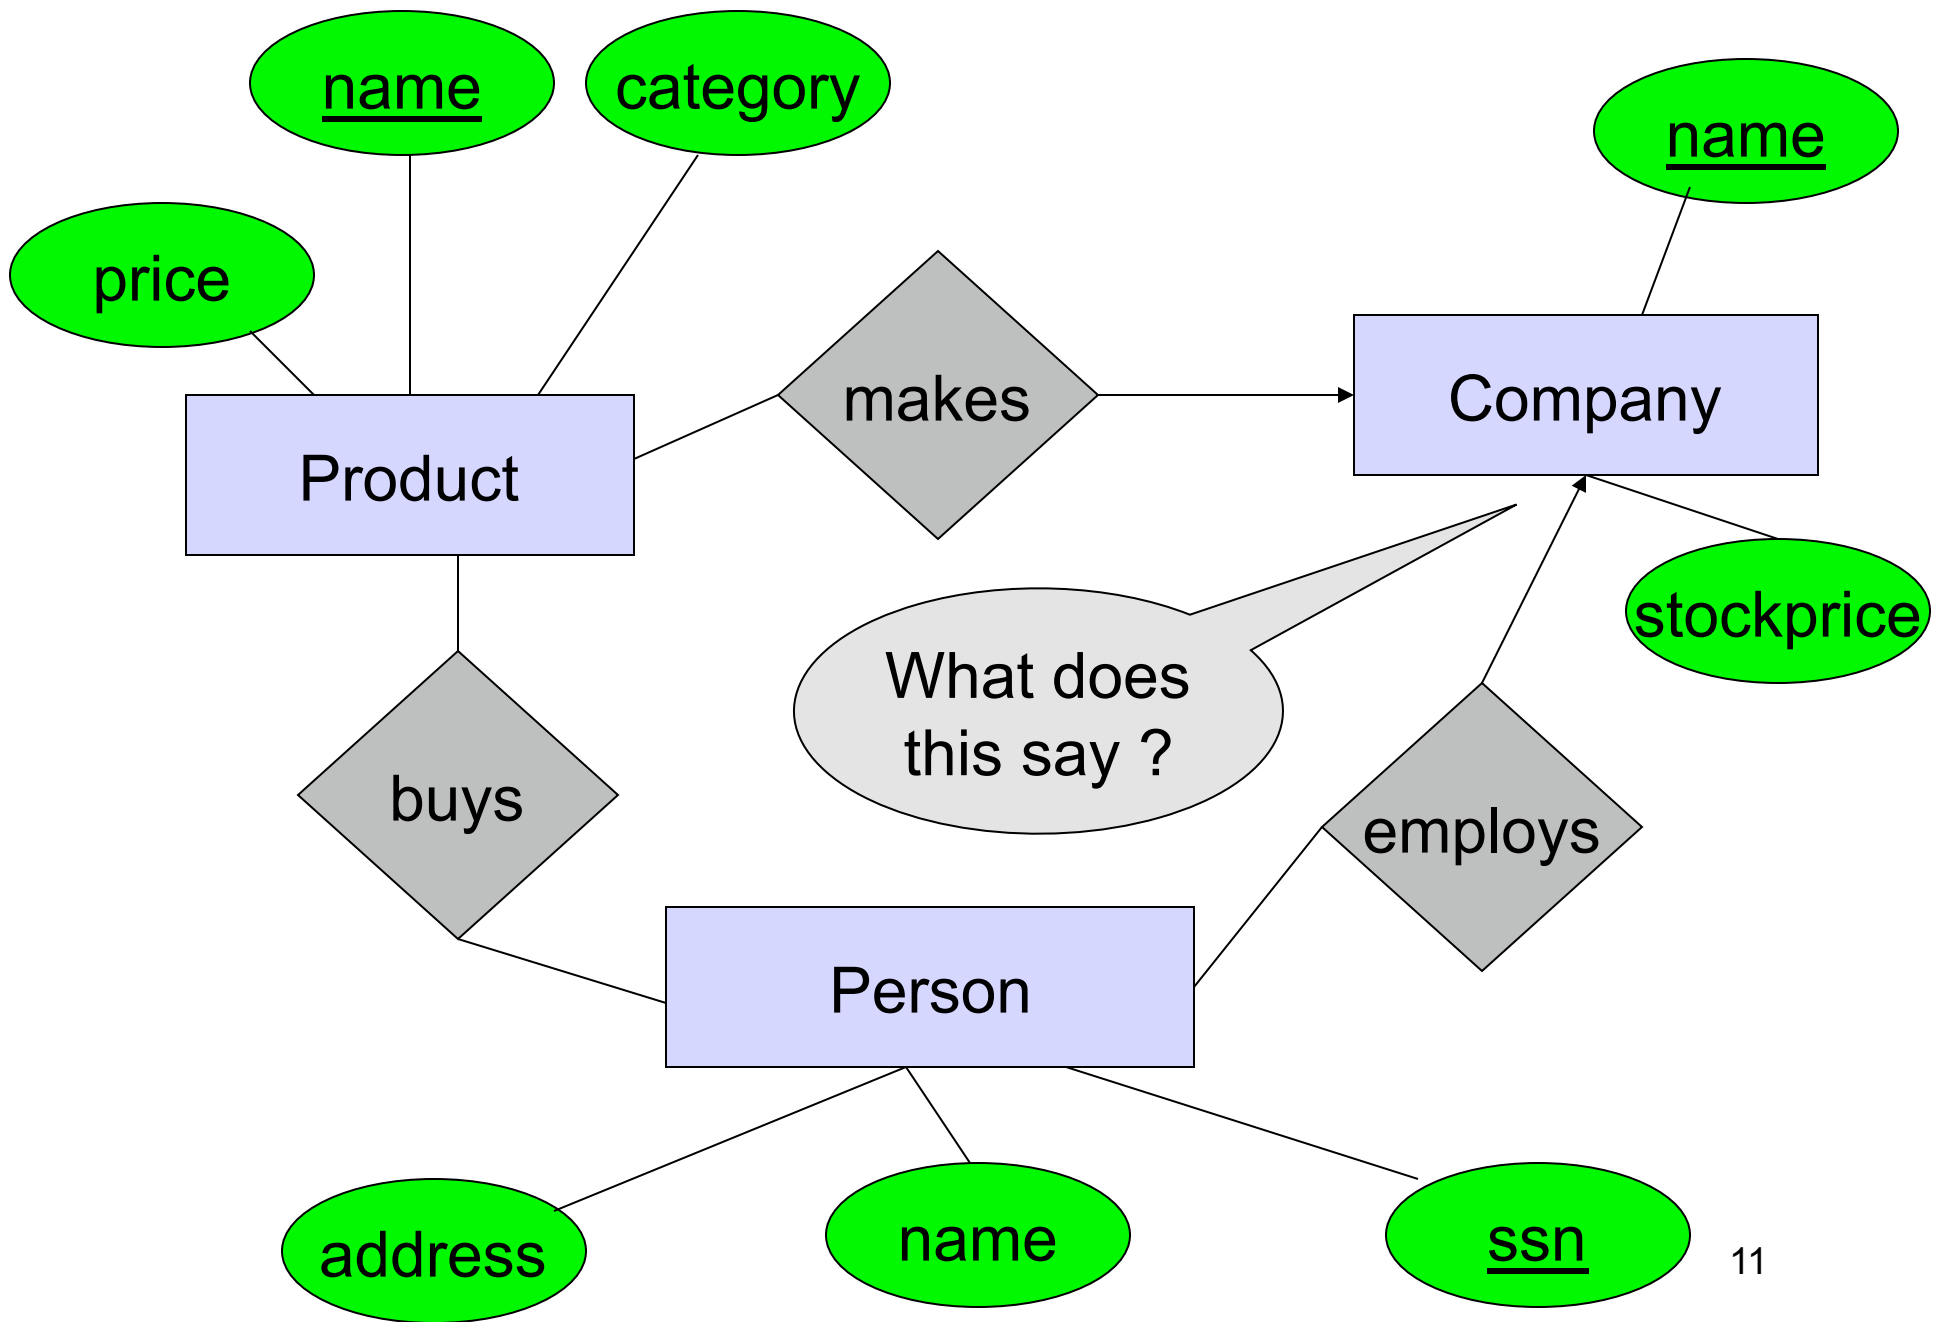 name
category
name
price
makes
Company
Product
stockprice
What does
this say ?
buys
employs
Person
address
name
ssn
11